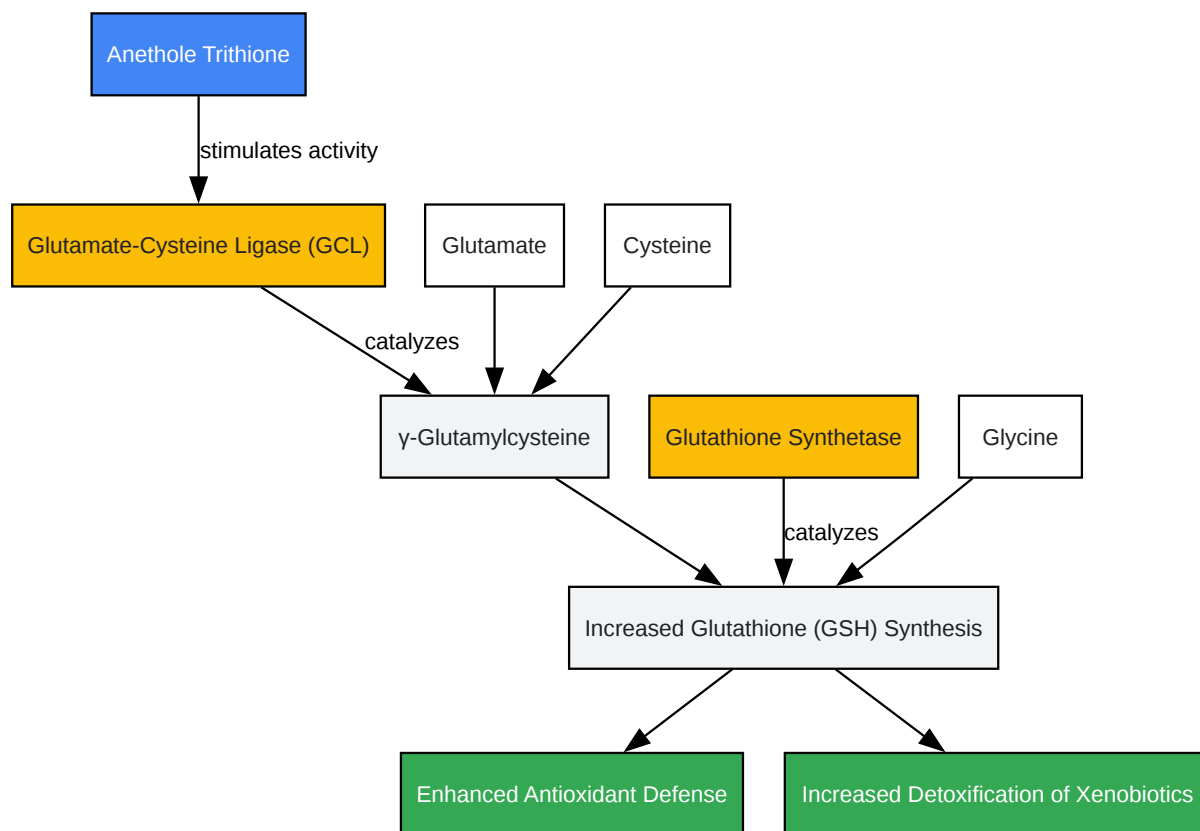 Anethole Trithione
stimulates activity
Glutamate-Cysteine Ligase (GCL)
Glutamate
Cysteine
catalyzes
γ-Glutamylcysteine
Glutathione Synthetase
Glycine
catalyzes
Increased Glutathione (GSH) Synthesis
Enhanced Antioxidant Defense
Increased Detoxification of Xenobiotics